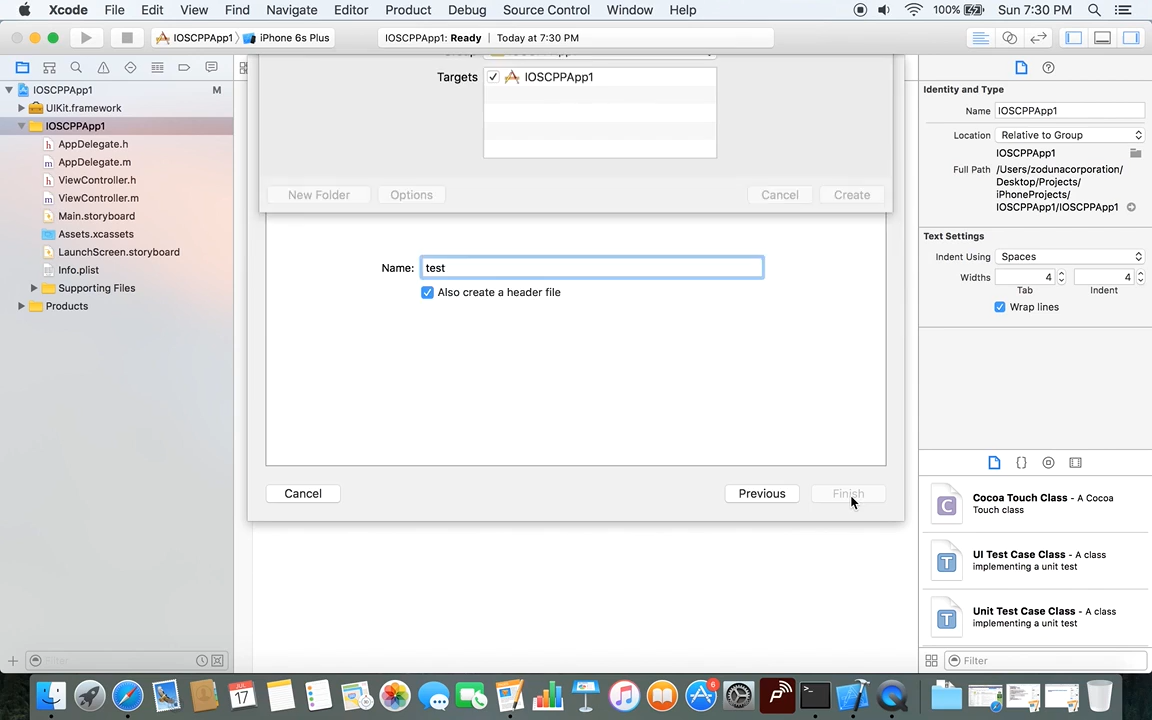 Xcode File Edit View Find Navigate Editor Product Debug Source Control Window Help 100% Sun 7:30 PM
IOSCPPApp1 iPhone 6s Plus IOSCPPApp1: Ready | Today at 7:30 PM
IOSCPPApp1 M
UIKit.framework
IOSCPPApp1
AppDelegate.h
AppDelegate.m
ViewController.h
ViewController.m
Main.storyboard
Assets.xcassets
LaunchScreen.storyboard
Info.plist
Supporting Files
Products
Filter
Targets IOSCPPApp1
New Folder Options Cancel Create
Name: test
Also create a header file
Cancel Previous Finish
Identity and Type
Name IOSCPPApp1
Location Relative to Group
IOSCPPApp1
Full Path /Users/zodunacorporation/
Desktop/Projects/
iPhoneProjects/
IOSCPPApp1/IOSCPPApp1
Text Settings
Indent Using Spaces
Widths 4 4
Tab Indent
Wrap lines
Cocoa Touch Class - A Cocoa
Touch class
UI Test Case Class - A class
implementing a unit test
Unit Test Case Class - A class
implementing a unit test
Filter
17
6